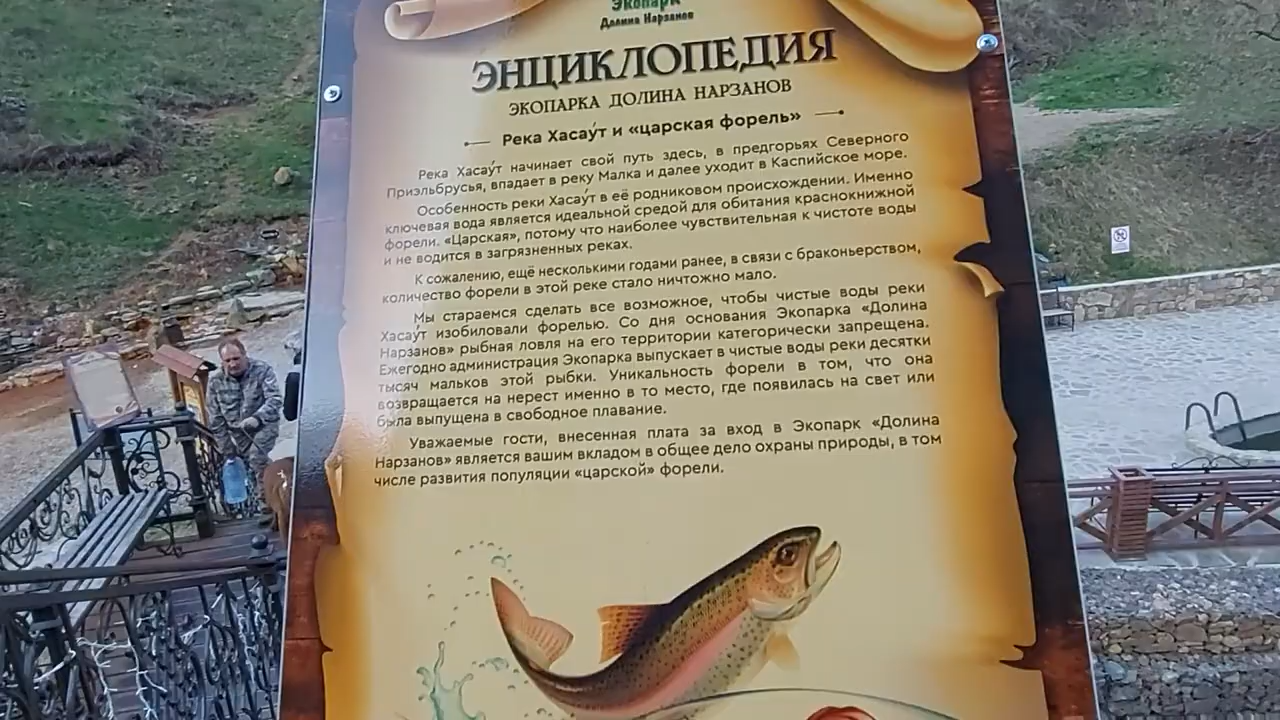 Экопарк
Долина Нарзанов
ЭНЦИКЛОПЕДИЯ
ЭКОПАРКА ДОЛИНА НАРЗАНОВ
Река Хасау́т и «царская форель»
Река Хасау́т начинает свой путь здесь, в предгорьях Северного
Приэльбрусья, впадает в реку Малка и далее уходит в Каспийское море.
Особенность реки Хасау́т в её родниковом происхождении. Именно
ключевая вода является идеальной средой для обитания краснокнижной
форели. «Царская», потому что наиболее чувствительная к чистоте воды
и не водится в загрязненных реках.
К сожалению, ещё несколькими годами ранее, в связи с браконьерством,
количество форели в этой реке стало ничтожно мало.
Мы стараемся сделать все возможное, чтобы чистые воды реки
Хасау́т изобиловали форелью. Со дня основания Экопарка «Долина
Нарзанов» рыбная ловля на его территории категорически запрещена.
Ежегодно администрация Экопарка выпускает в чистые воды реки десятки
тысяч мальков этой рыбки. Уникальность форели в том, что она
возвращается на нерест именно в то место, где появилась на свет или
была выпущена в свободное плавание.
Уважаемые гости, внесенная плата за вход в Экопарк «Долина
Нарзанов» является вашим вкладом в общее дело охраны природы, в том
числе развития популяции «царской» форели.